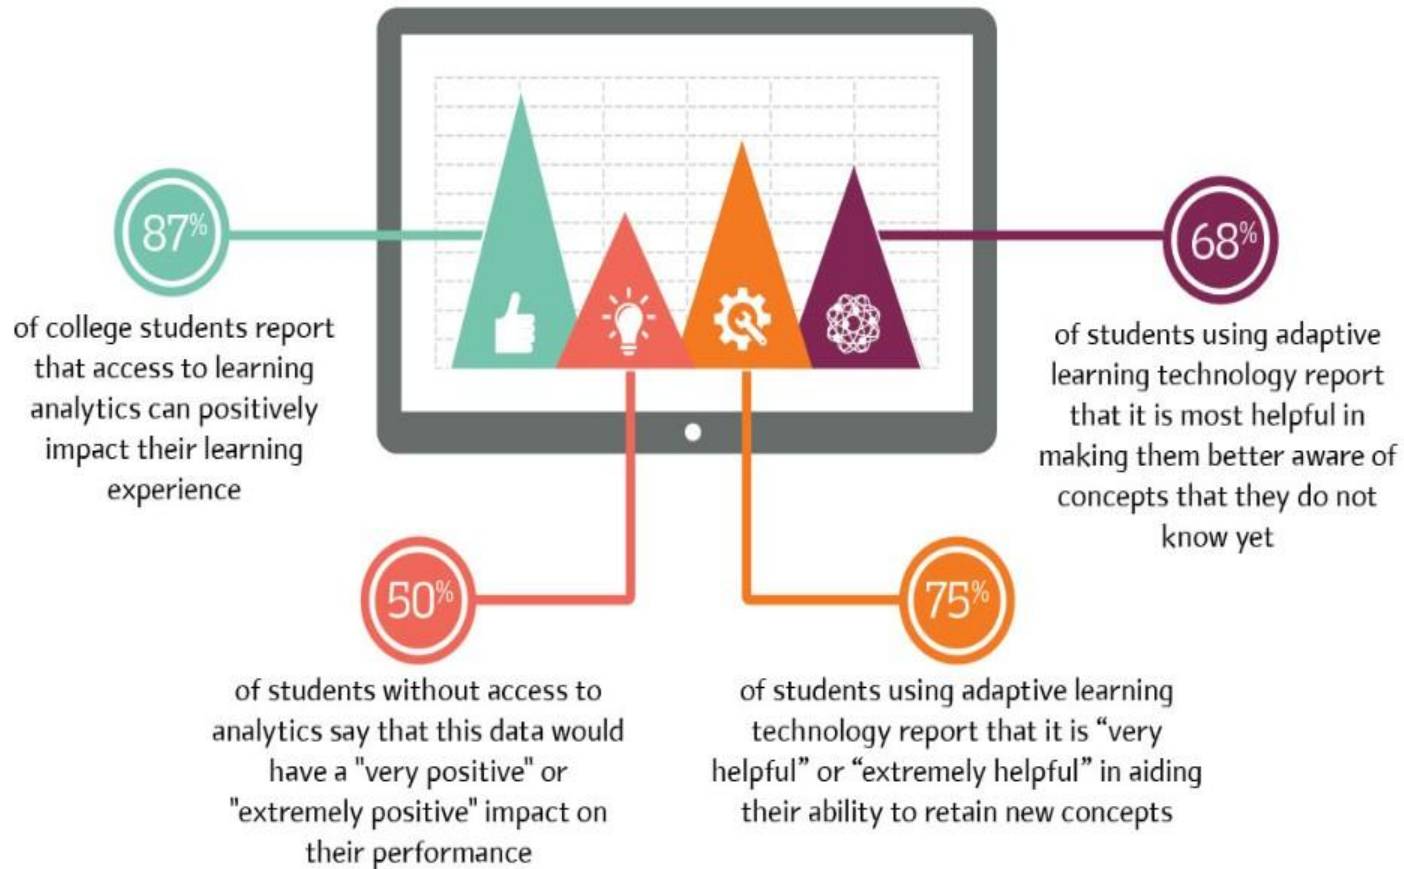 87%
of college students report
that access to learning
analytics can positively
impact their learning
experience
50%
of students without access to
analytics say that this data would
have a "very positive" or
"extremely positive" impact on
their performance
75%
of students using adaptive learning
technology report that it is “very
helpful” or “extremely helpful” in aiding
their ability to retain new concepts
68%
of students using adaptive
learning technology report
that it is most helpful in
making them better aware of
concepts that they do not
know yet